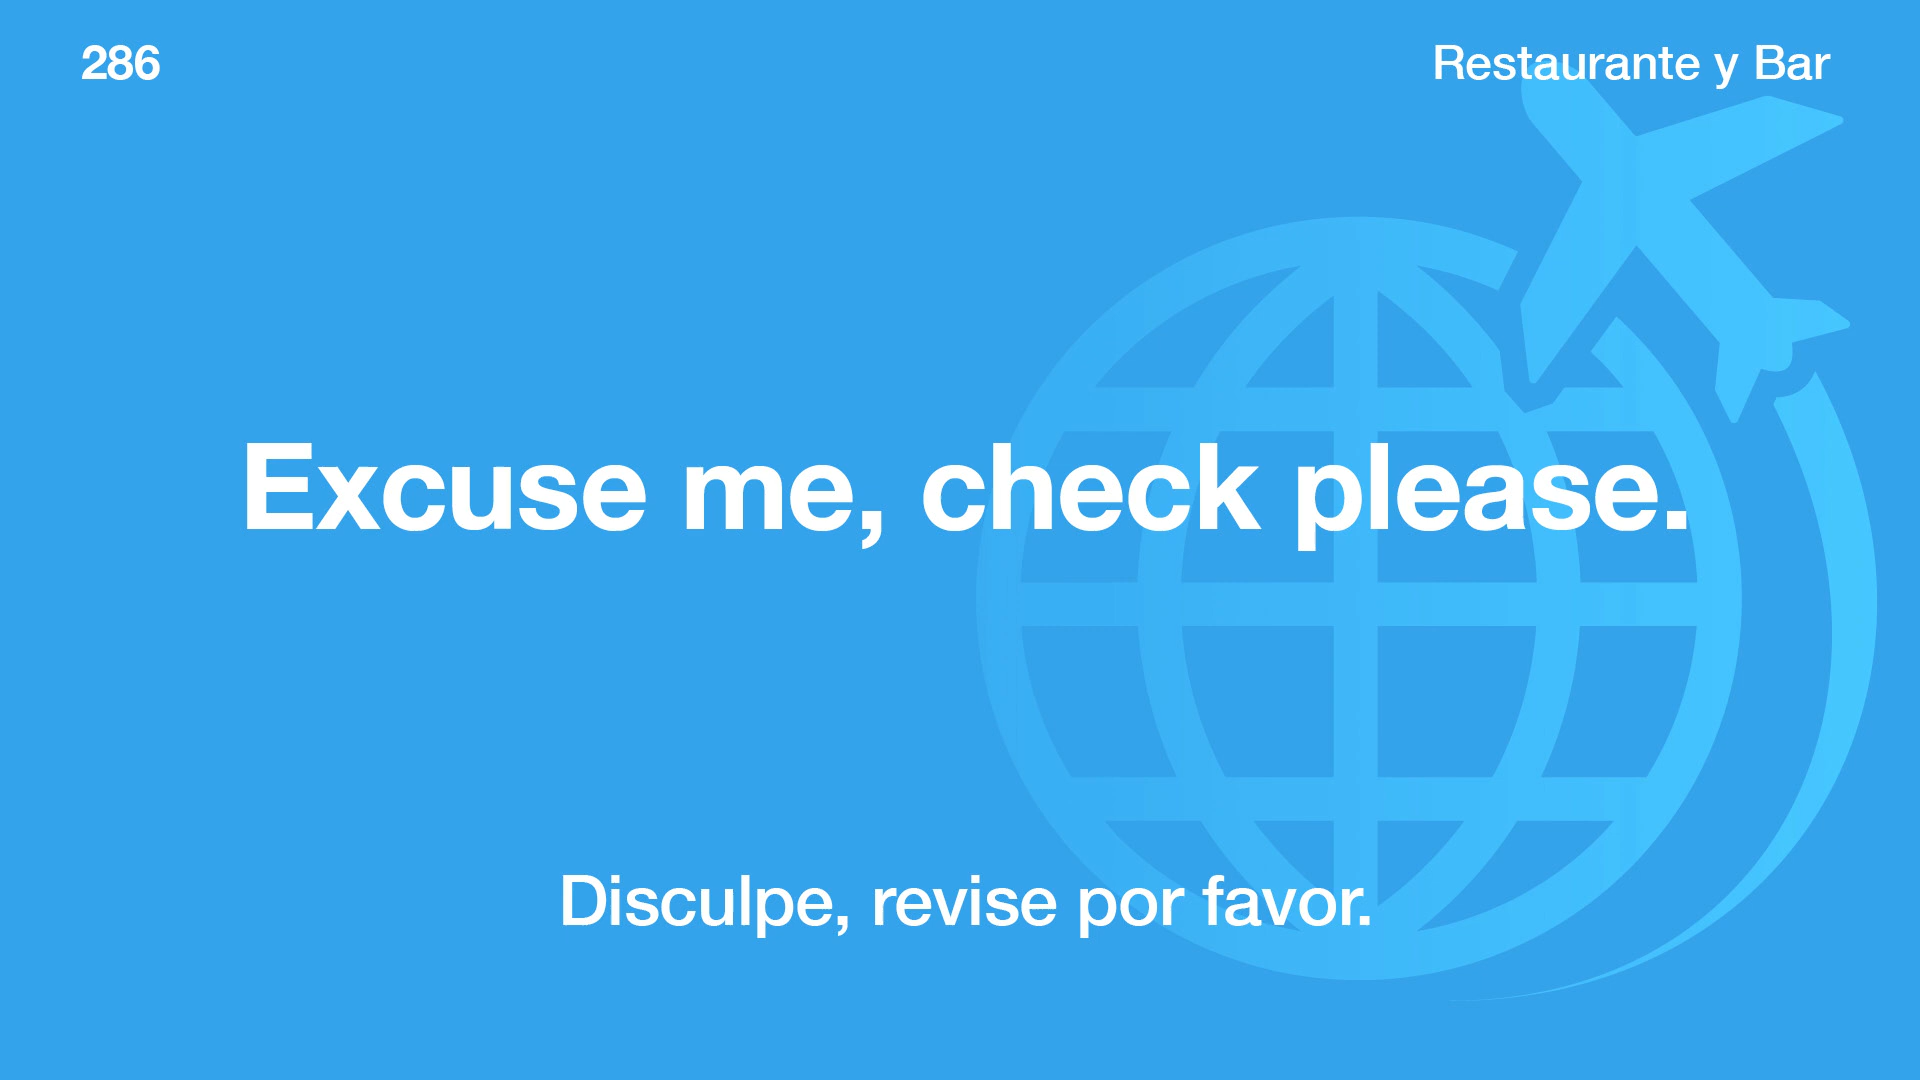 286
Restaurante y Bar
Excuse me, check please.
Disculpe, revise por favor.